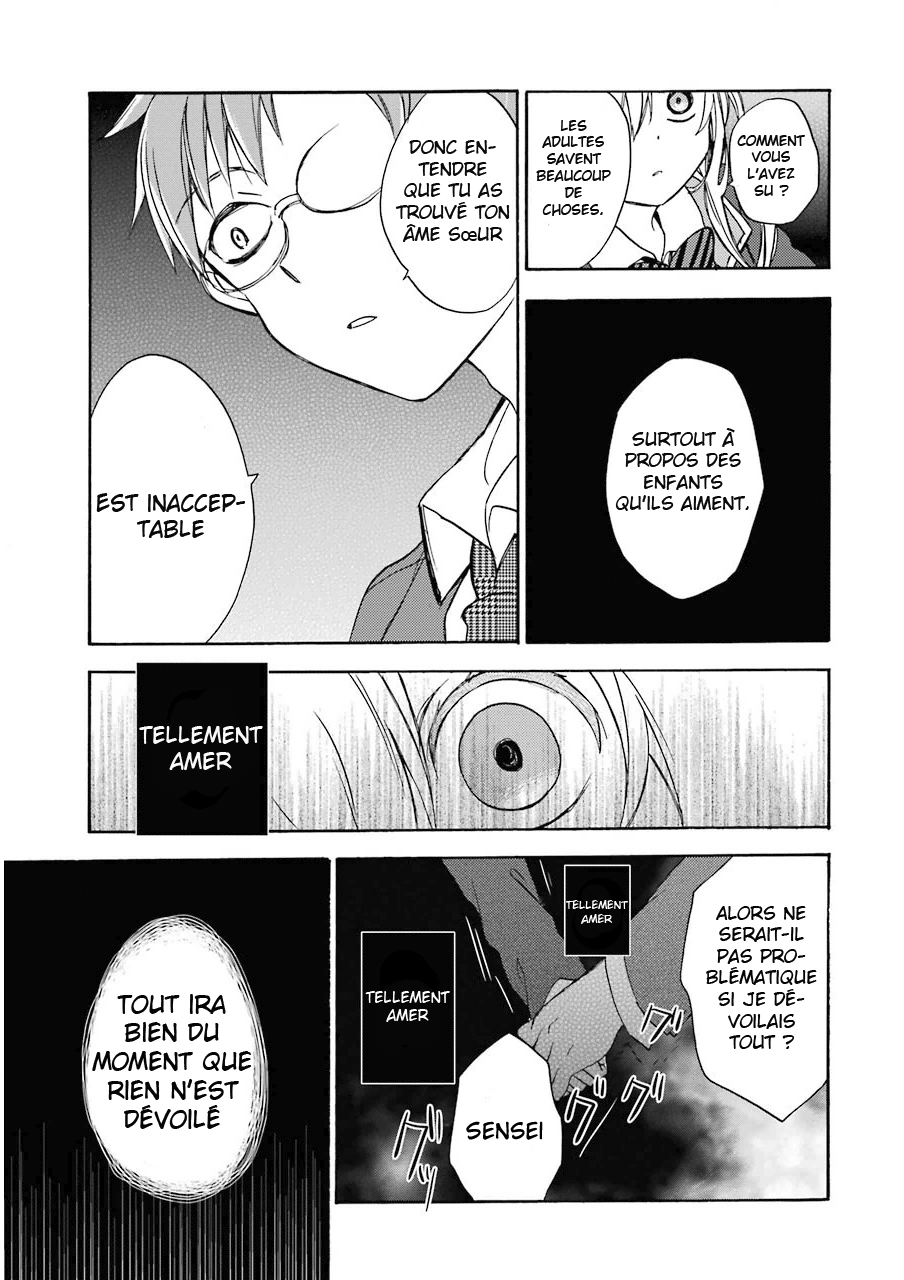 COMMENT
VOUS
L'AVEZ
SU ?
LES
ADULTES
SAVENT
BEAUCOUP
DE
CHOSES.
SURTOUT À
PROPOS DES
ENFANTS
QU'ILS AIMENT.
DONC EN-
TENDRE
QUE TU AS
TROUVÉ TON
ÂME SœUR
EST INACCEP-
TABLE
TELLEMENT
AMER
ALORS NE
SERAIT-IL
PAS PRO-
BLÉMATIQUE
SI JE DÉ-
VOILAIS
TOUT ?
TELLEMENT
AMER
TELLEMENT
AMER
SENSEI
グ
グ
グ
グ
TOUT IRA
BIEN DU
MOMENT QUE
RIEN N'EST
DÉVOILÉ